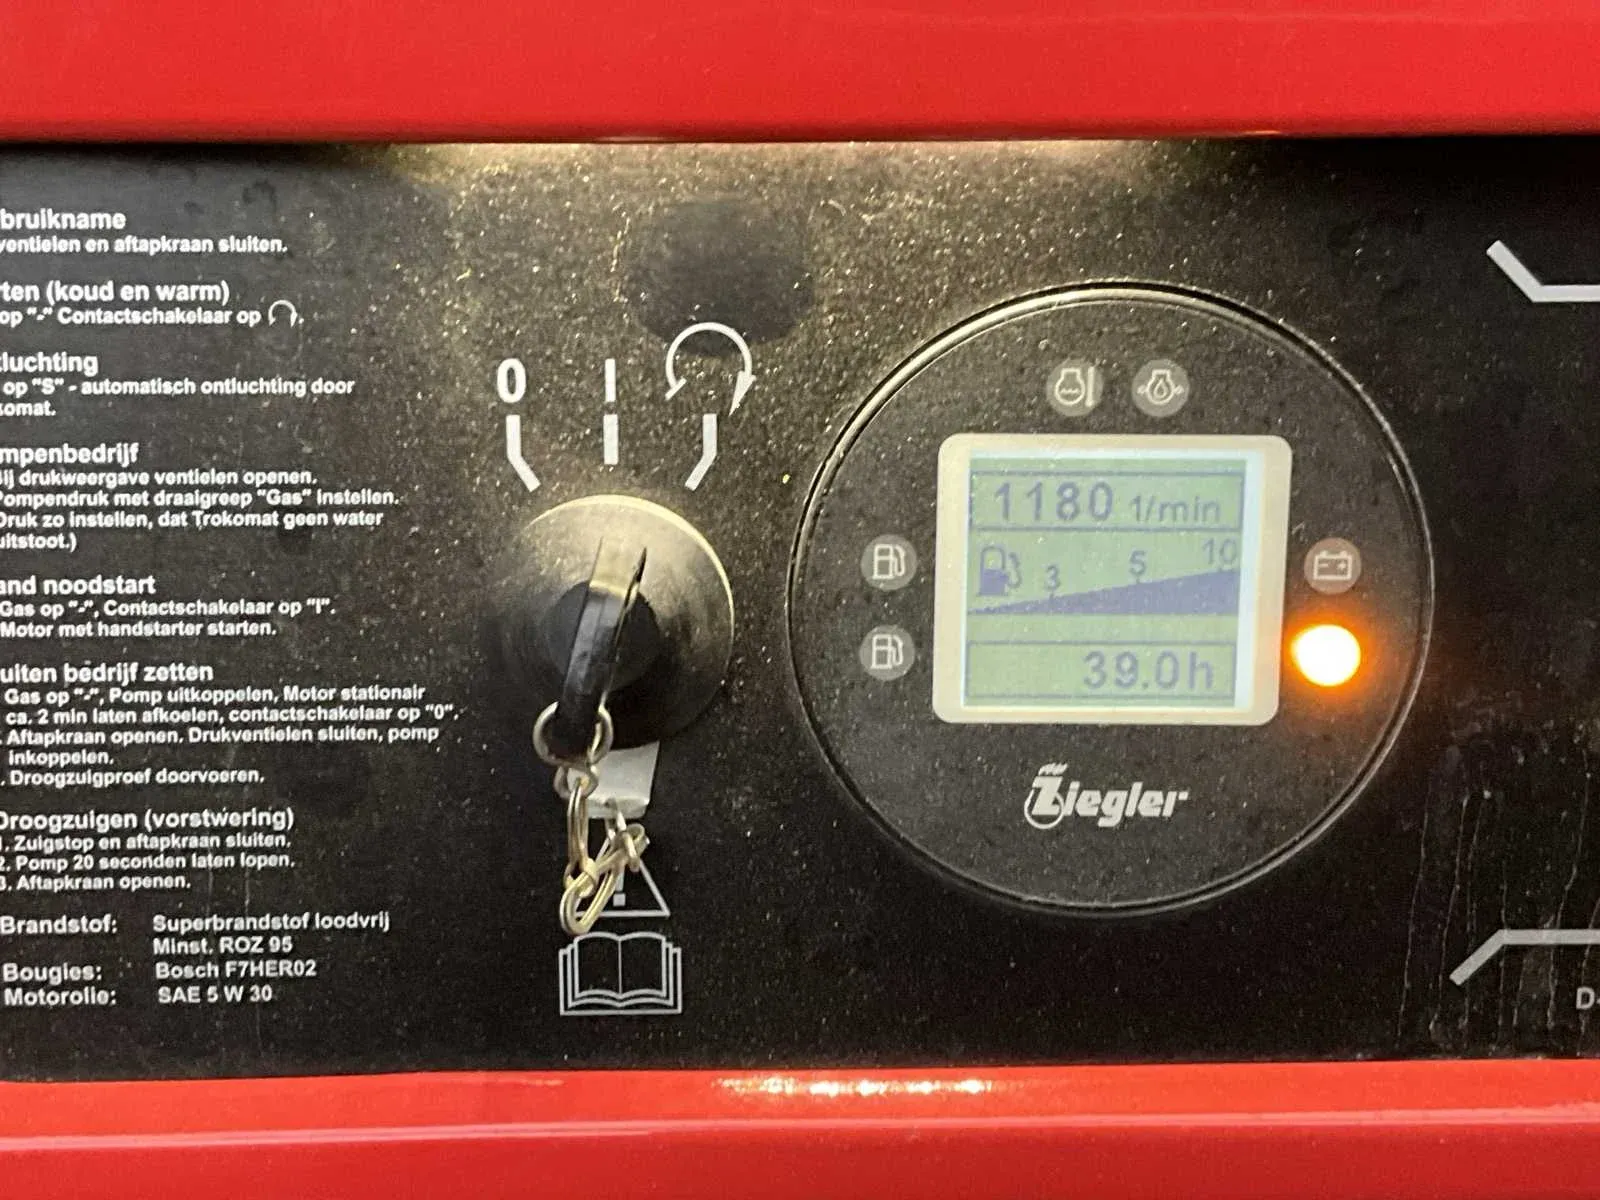 bruikname
ventielen en aftapkraan sluiten.
rten (koud en warm)
op "-" Contactschakelaar op
luchting
op "S" - automatisch ontluchting door
komat.
mpenbedrijf
ij drukweergave ventielen openen.
Pompendruk met draaigreep "Gas" instellen.
Druk zo instellen, dat Trokomat geen water
uitstoot.)
and noodstart
Gas op "-", Contactschakelaar op "I".
Motor met handstarter starten.
uiten bedrijf zetten
Gas op "-", Pomp uitkoppelen, Motor stationair
ca. 2 min laten afkoelen, contactschakelaar op "0".
. Aftapkraan openen. Drukventielen sluiten, pomp
inkoppelen.
. Droogzuigproef doorvoeren.
Droogzuigen (vorstwering)
1. Zuigstop en aftapkraan sluiten.
2. Pomp 20 seconden laten lopen.
3. Aftapkraan openen.
Brandstof: Superbrandstof loodvrij
Minst. ROZ 95
Bougies: Bosch F7HER02
Motorolie: SAE 5 W 30
0 I
1180 1/min
3 5 10
39.0h
Ziegler
D-